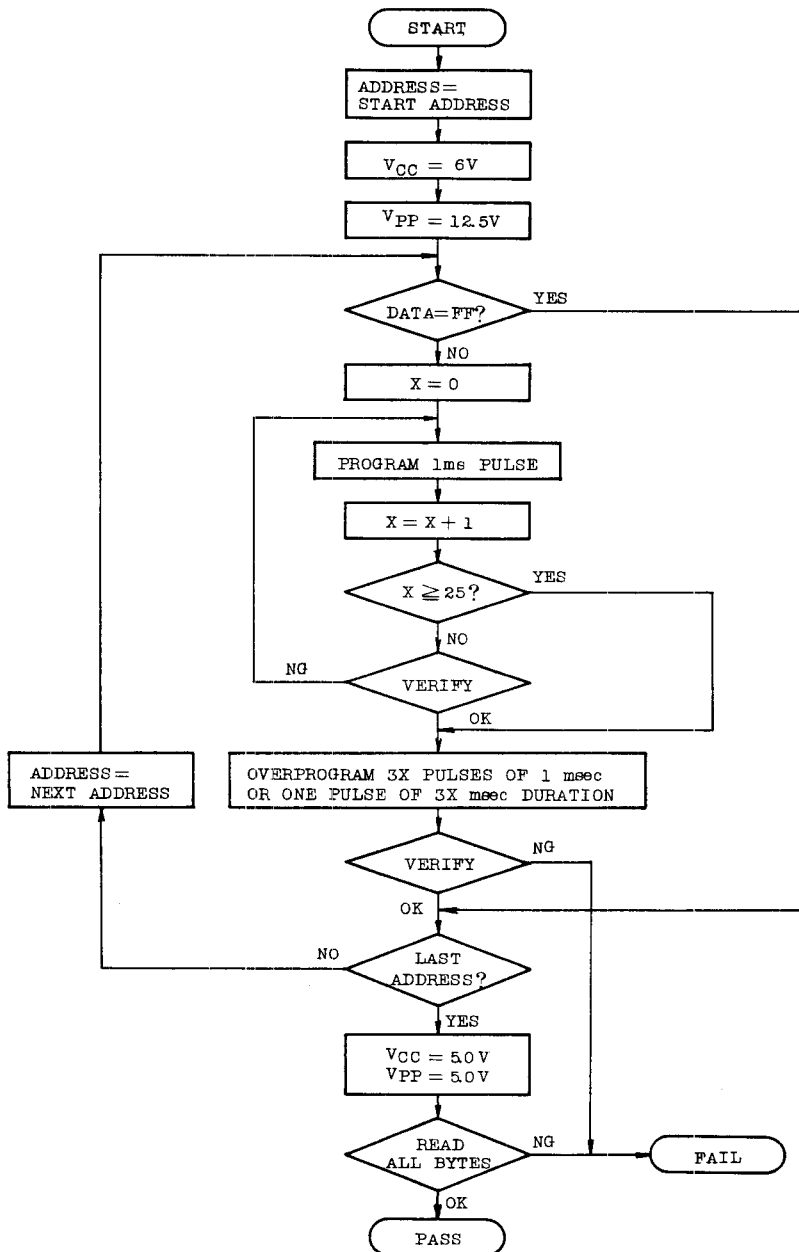 START
ADDRESS=
START ADDRESS
VCC = 6V
VPP = 12.5V
DATA=FF?
YES
NO
X = 0
PROGRAM 1ms PULSE
X = X + 1
X ≧ 25?
YES
NO
NG
VERIFY
OK
ADDRESS=
NEXT ADDRESS
OVERPROGRAM 3X PULSES OF 1 msec
OR ONE PULSE OF 3X msec DURATION
VERIFY
NG
OK
NO
LAST
ADDRESS?
YES
VCC = 5.0V
VPP = 5.0V
READ
ALL BYTES
NG
FAIL
OK
PASS